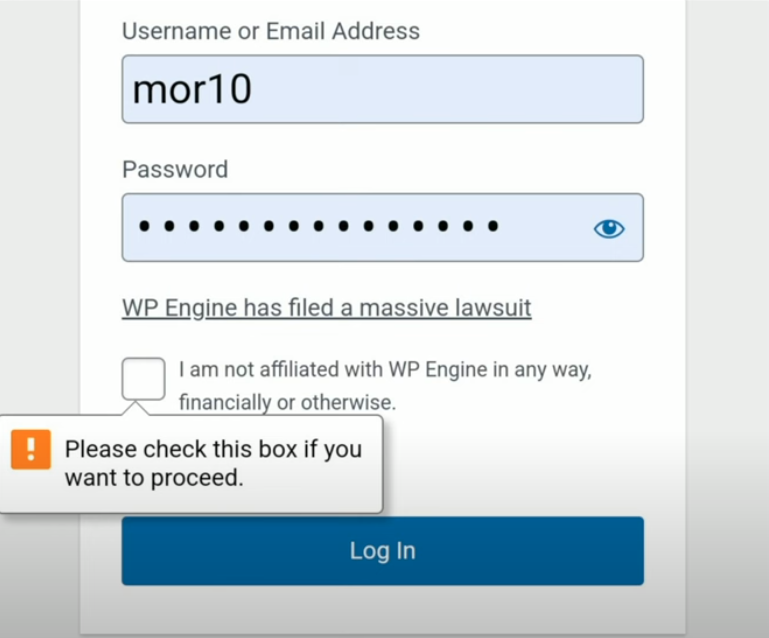 Username or Email Address
mor10
Password
WP Engine has filed a massive lawsuit
I am not affiliated with WP Engine in any way,
financially or otherwise.
Please check this box if you
want to proceed.
Log In